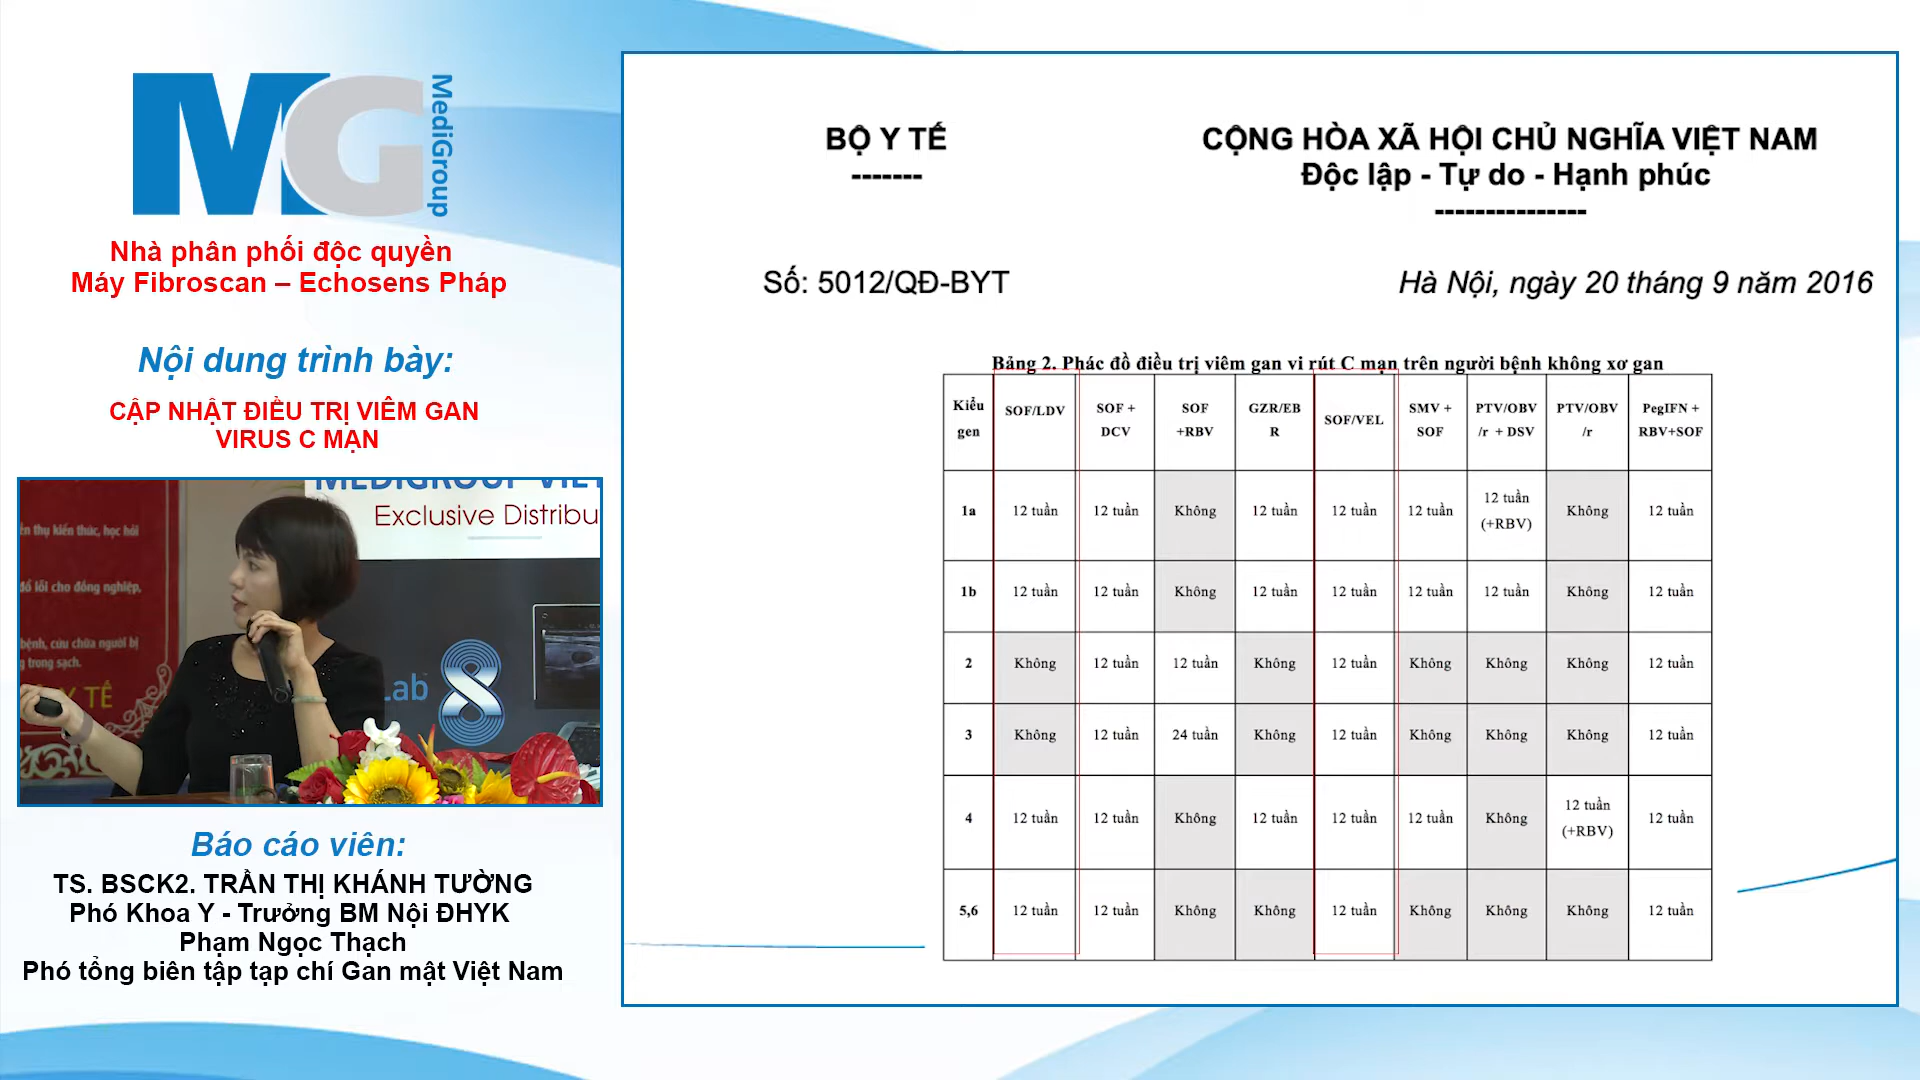 MG
MediGroup
Nhà phân phối độc quyền
Máy Fibroscan – Echosens Pháp
Nội dung trình bày:
CẬP NHẬT ĐIỀU TRỊ VIÊM GAN
VIRUS C MẠN
Exclusive Distribu
Lab
Y TẾ
Báo cáo viên:
TS. BSCK2. TRẦN THỊ KHÁNH TƯỜNG
Phó Khoa Y - Trưởng BM Nội ĐHYK
Phạm Ngọc Thạch
Phó tổng biên tập tạp chí Gan mật Việt Nam
BỘ Y TẾ
-------
CỘNG HÒA XÃ HỘI CHỦ NGHĨA VIỆT NAM
Độc lập - Tự do - Hạnh phúc
---------------
Số: 5012/QĐ-BYT
Hà Nội, ngày 20 tháng 9 năm 2016
Bảng 2. Phác đồ điều trị viêm gan vi rút C mạn trên người bệnh không xơ gan
Kiểu gen SOF/LDV SOF + DCV SOF +RBV GZR/EB R SOF/VEL SMV + SOF PTV/OBV /r + DSV PTV/OBV /r PegIFN + RBV+SOF
1a 12 tuần 12 tuần Không 12 tuần 12 tuần 12 tuần 12 tuần (+RBV) Không 12 tuần
1b 12 tuần 12 tuần Không 12 tuần 12 tuần 12 tuần 12 tuần Không 12 tuần
2 Không 12 tuần 12 tuần Không 12 tuần Không Không Không 12 tuần
3 Không 12 tuần 24 tuần Không 12 tuần Không Không Không 12 tuần
4 12 tuần 12 tuần Không 12 tuần 12 tuần 12 tuần Không 12 tuần (+RBV) 12 tuần
5,6 12 tuần 12 tuần Không Không 12 tuần Không Không Không 12 tuần